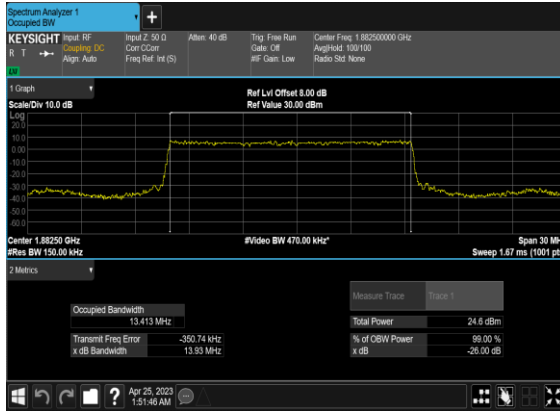 Spectrum Analyzer 1
Occupied BW
KEYSIGHT Input: RF Input Z: 50 Ω Atten: 40 dB Trig: Free Run Center Freq: 1.882500000 GHz
R T Coupling: DC Corr CCorr Gate: Off Avg|Hold: 100/100
Align: Auto Freq Ref: Int (S) #IF Gain: Low Radio Std: None
LVI
1 Graph
Ref Lvl Offset 8.00 dB
Scale/Div 10.0 dB Ref Value 30.00 dBm
Log
20.0
10.0
0.00
-10.0
-20.0
-30.0
-40.0
-50.0
-60.0
Center 1.88250 GHz #Video BW 470.00 kHz* Span 30 MH
#Res BW 150.00 kHz Sweep 1.67 ms (1001 pt
2 Metrics
Measure Trace Trace 1
Occupied Bandwidth
13.413 MHz Total Power 24.6 dBm
Transmit Freq Error -350.74 kHz % of OBW Power 99.00 %
x dB Bandwidth 13.93 MHz x dB -26.00 dB
? Apr 25, 2023
1:51:46 AM